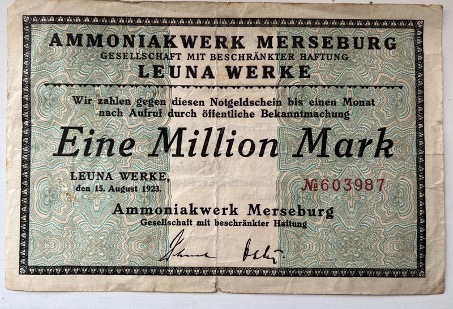 AMMONIAKWERK MERSEBURG
GESELLSCHAFT MIT BESCHRÄNKTER HAFTUNG
LEUNA WERKE
Wir zahlen gegen diesen Notgeldschein bis einen Monat
nach Aufruf durch öffentliche Bekanntmachung
Eine Million Mark
LEUNA WERKE,
den 15. August 1923.
№603987
Ammoniakwerk Merseburg
Gesellschaft mit beschränkter Haftung